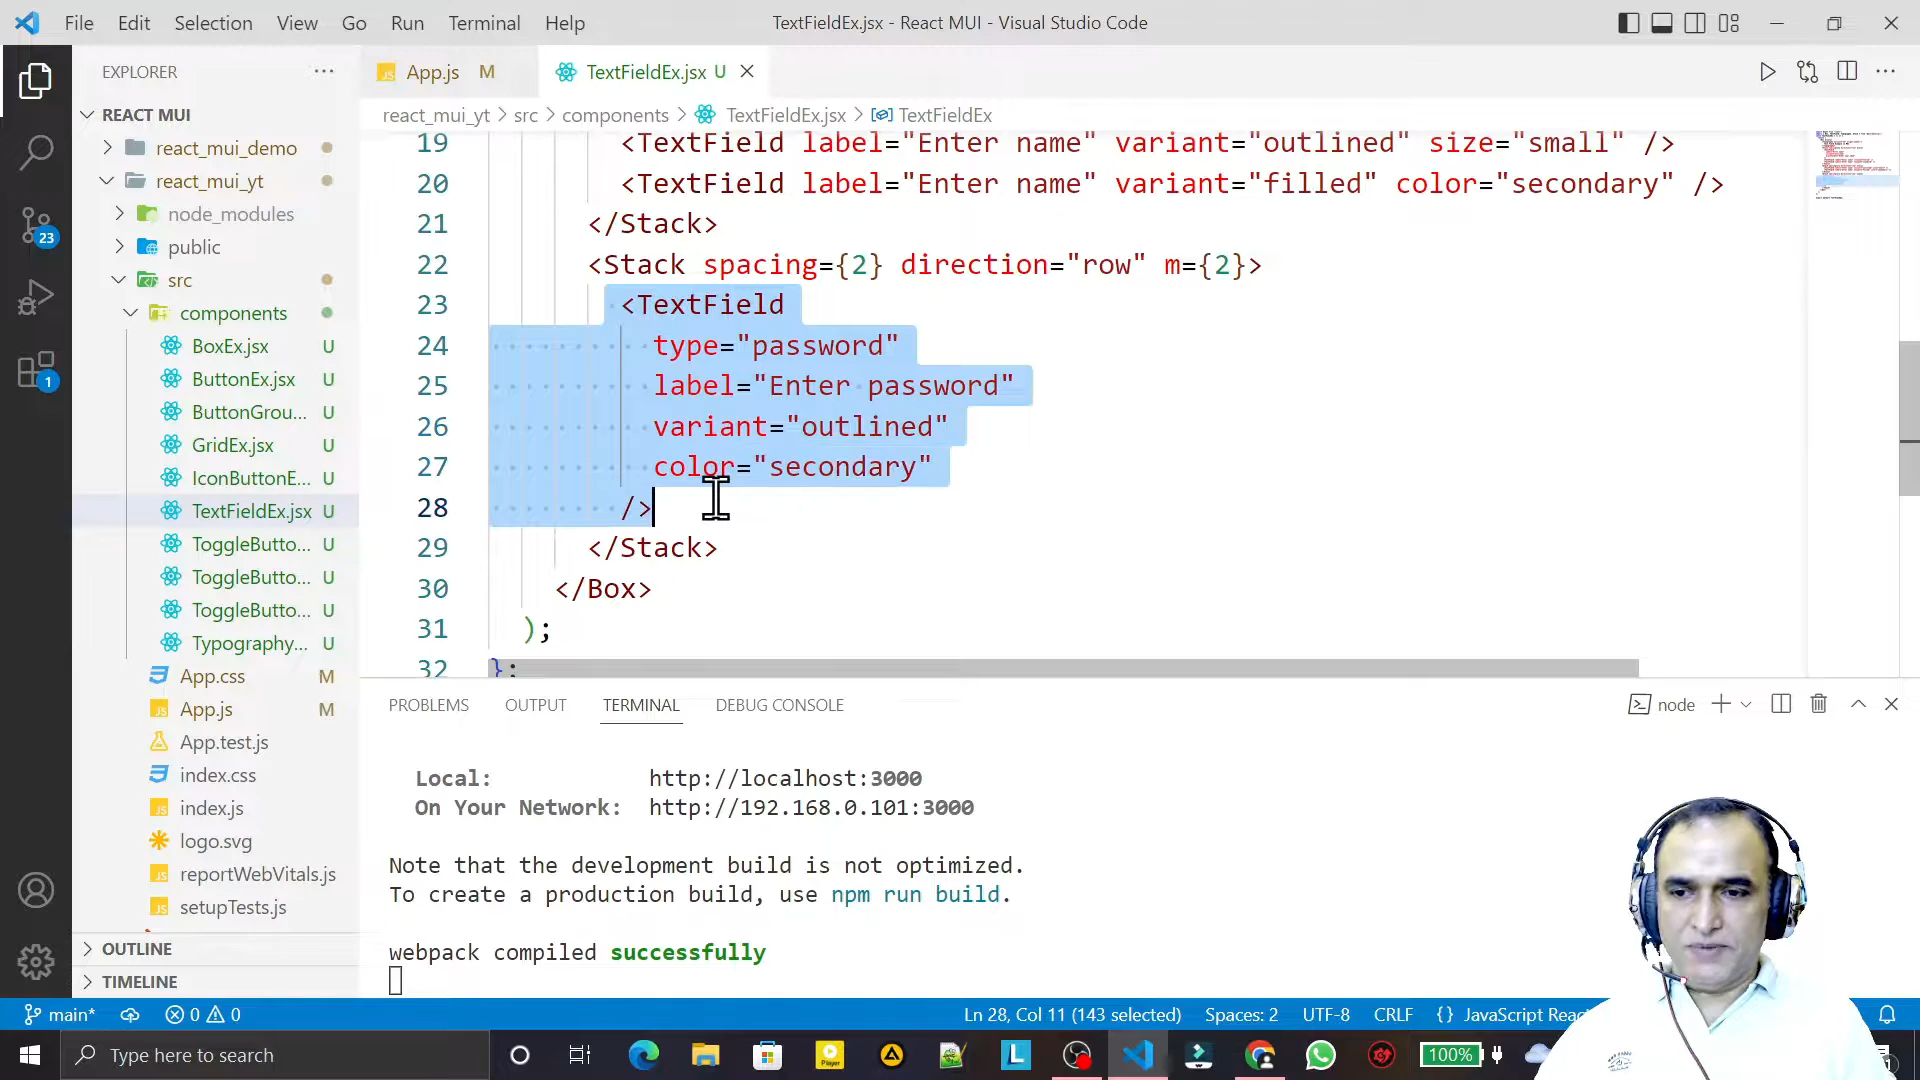 File Edit Selection View Go Run Terminal Help
TextFieldEx.jsx - React MUI - Visual Studio Code
EXPLORER
App.js M
TextFieldEx.jsx U
react_mui_yt > src > components > TextFieldEx.jsx > TextFieldEx
REACT MUI
react_mui_demo
react_mui_yt
node_modules
public
src
components
BoxEx.jsx U
ButtonEx.jsx U
ButtonGrou... U
GridEx.jsx U
IconButtonE... U
TextFieldEx.jsx U
ToggleButto... U
ToggleButto... U
ToggleButto... U
Typography... U
App.css M
App.js M
App.test.js
index.css
index.js
logo.svg
reportWebVitals.js
setupTests.js
OUTLINE
TIMELINE
23
1
19 <TextField label="Enter name" variant="outlined" size="small" />
20 <TextField label="Enter name" variant="filled" color="secondary" />
21 </Stack>
22 <Stack spacing={2} direction="row" m={2}>
23 <TextField
24 type="password"
25 label="Enter password"
26 variant="outlined"
27 color="secondary"
28 />
29 </Stack>
30 </Box>
31 );
32 };
PROBLEMS OUTPUT TERMINAL DEBUG CONSOLE
node
Local: http://localhost:3000
On Your Network: http://192.168.0.101:3000
Note that the development build is not optimized.
To create a production build, use npm run build.
webpack compiled successfully
main* 0 0
Ln 28, Col 11 (143 selected) Spaces: 2 UTF-8 CRLF {} JavaScript Reac
Type here to search
Player
L
100%